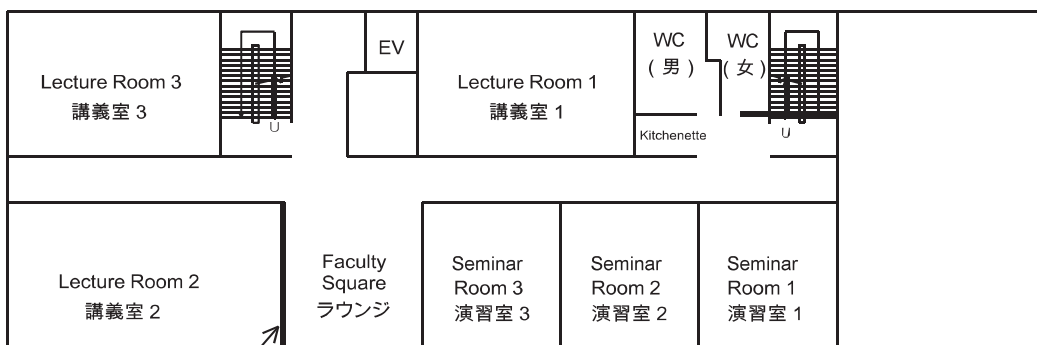 Lecture Room 3
講義室 3
U
EV
Lecture Room 1
講義室 1
WC
(男)
WC
(女)
Kitchenette
U
Lecture Room 2
講義室 2
Faculty
Square
ラウンジ
Seminar
Room 3
演習室 3
Seminar
Room 2
演習室 2
Seminar
Room 1
演習室 1